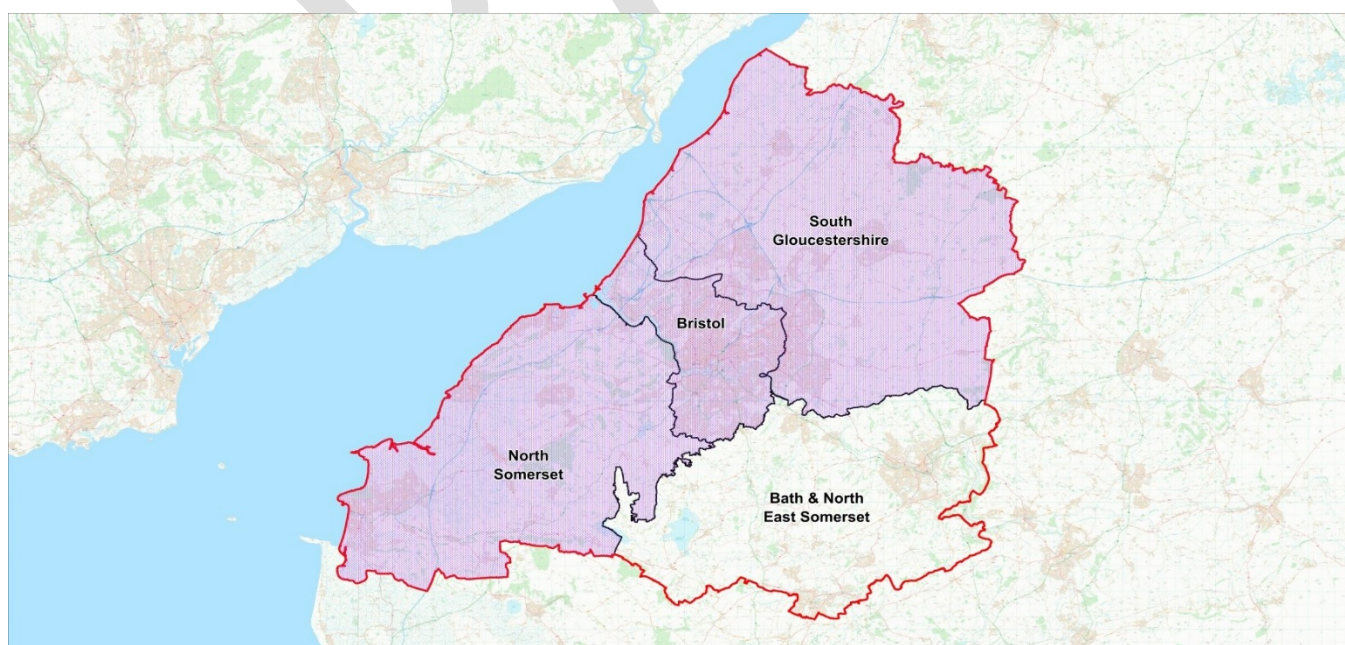 South
Gloucestershire
Bristol
North
Somerset
Bath & North
East Somerset